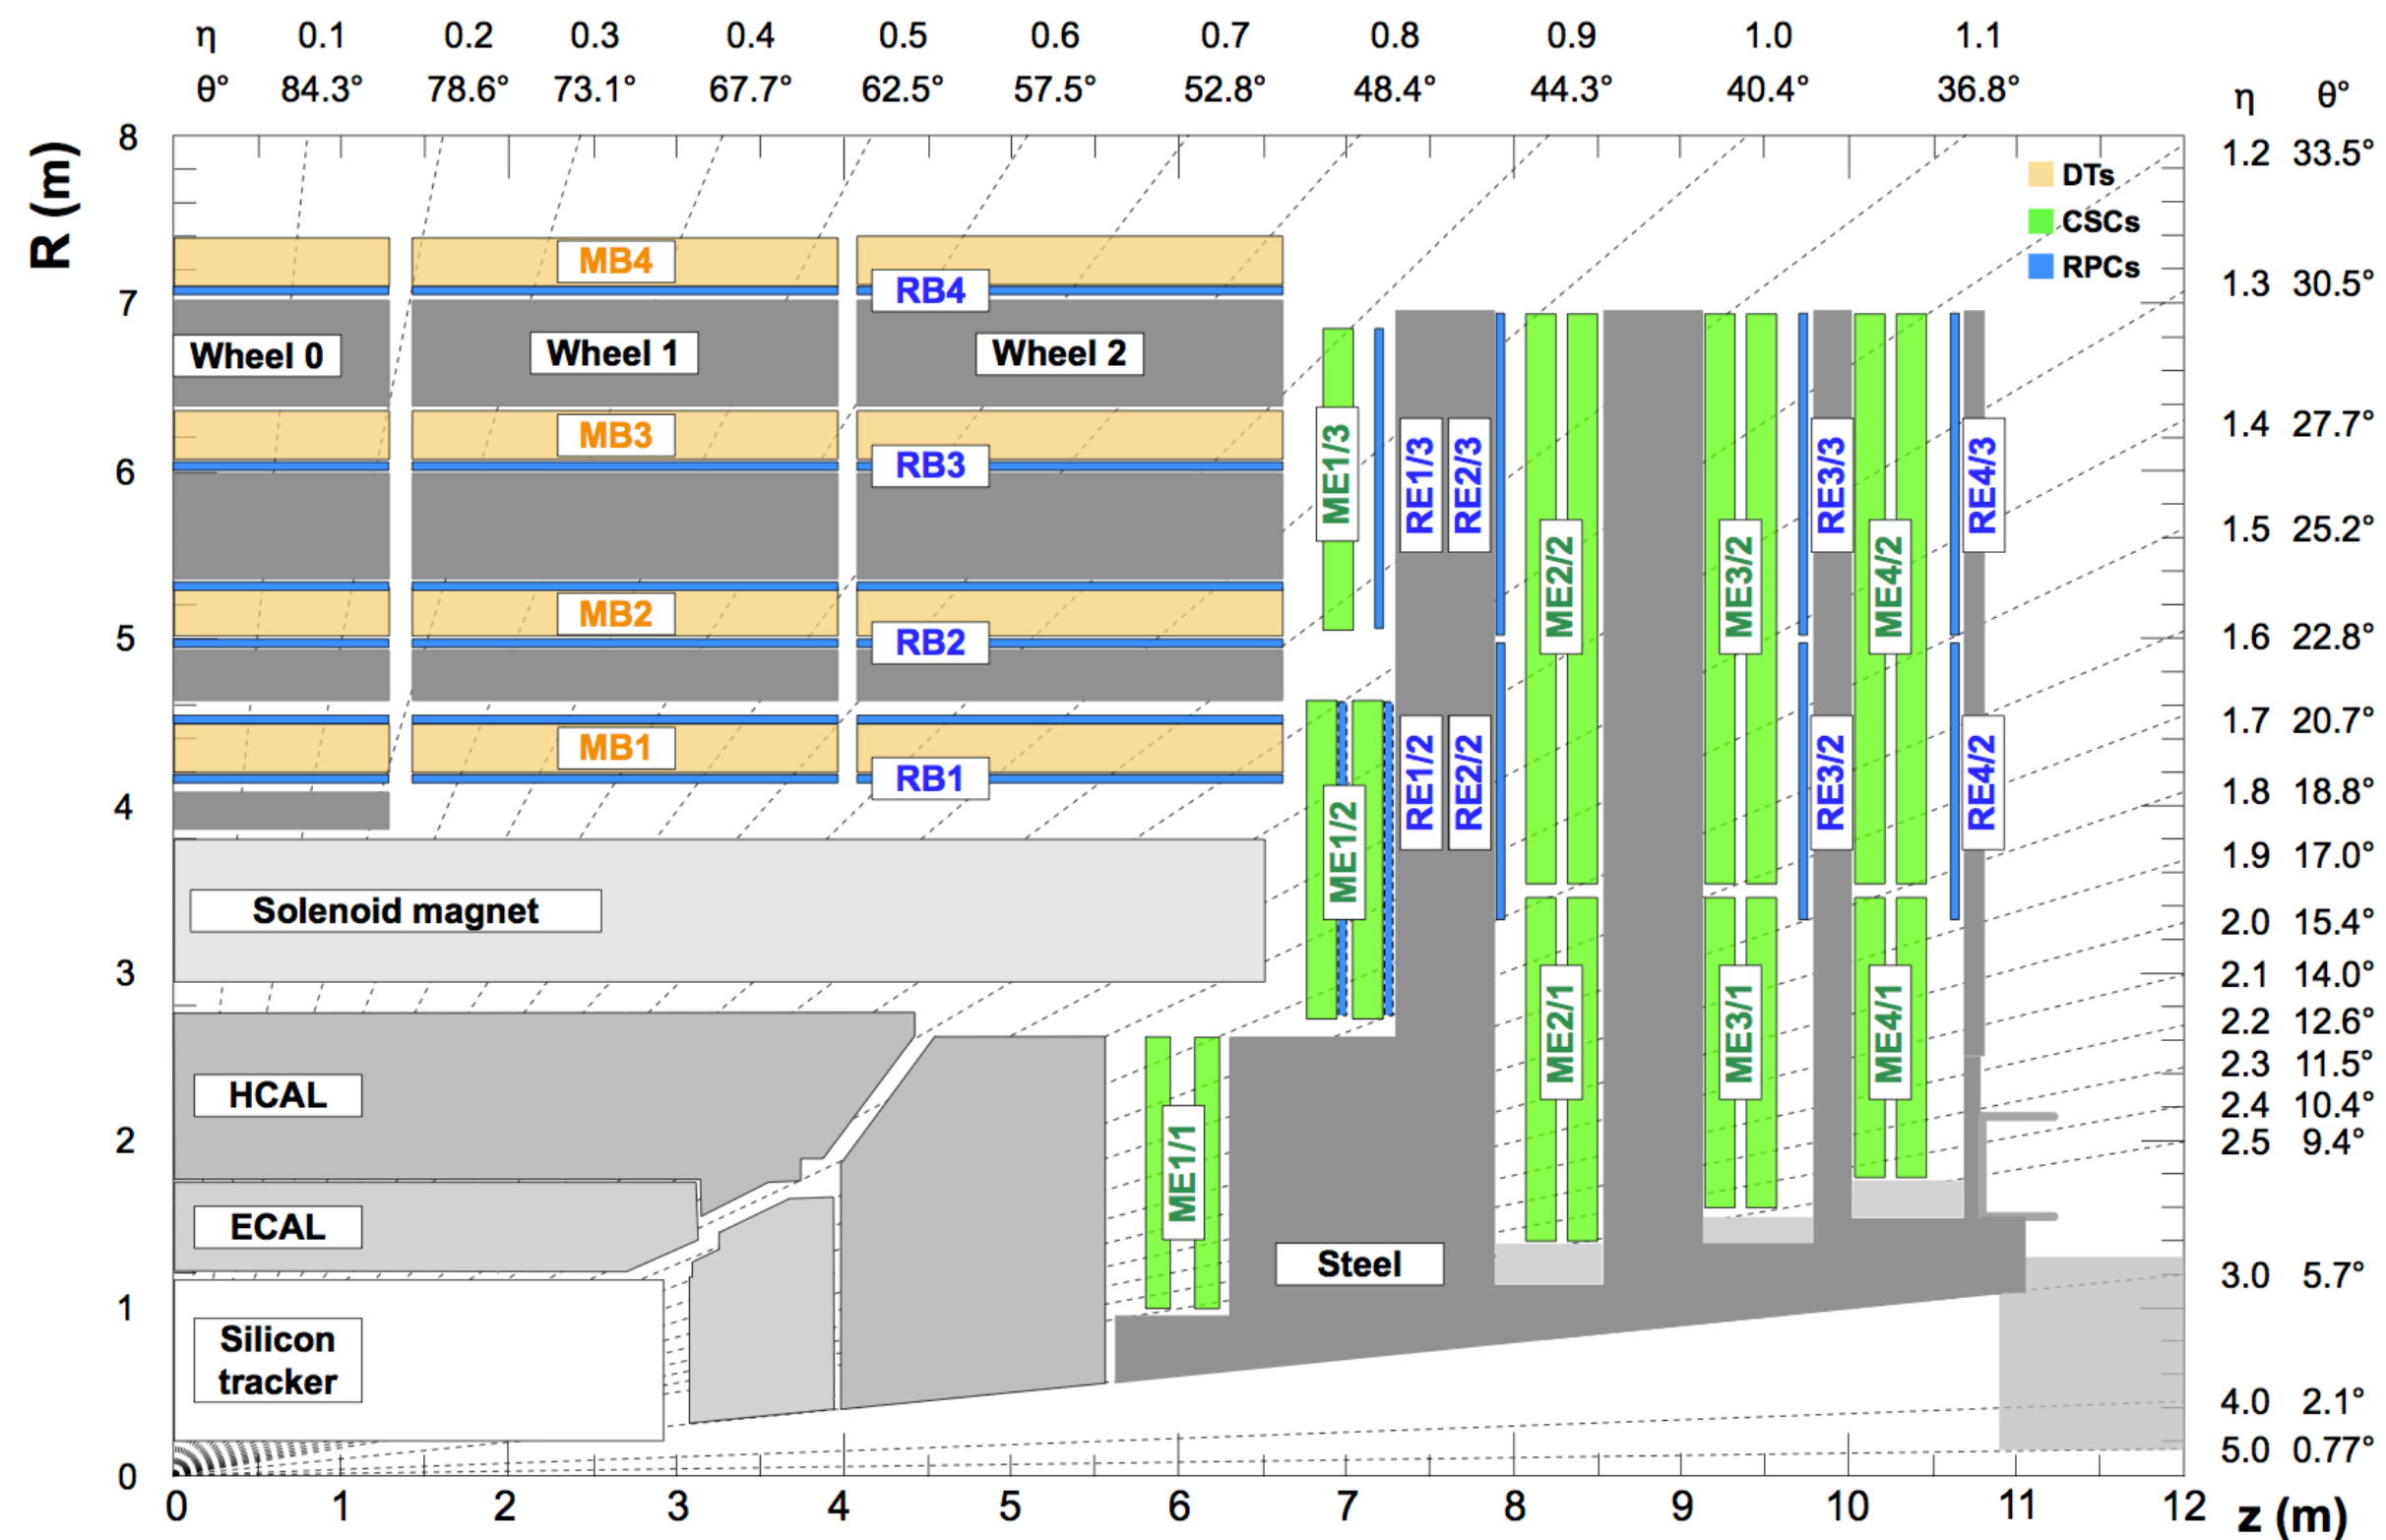 η 0.1 0.2 0.3 0.4 0.5 0.6 0.7 0.8 0.9 1.0 1.1
θ° 84.3° 78.6° 73.1° 67.7° 62.5° 57.5° 52.8° 48.4° 44.3° 40.4° 36.8° η θ°
R (m)
8
7
6
5
4
3
2
1
0
1.2 33.5°
1.3 30.5°
1.4 27.7°
1.5 25.2°
1.6 22.8°
1.7 20.7°
1.8 18.8°
1.9 17.0°
2.0 15.4°
2.1 14.0°
2.2 12.6°
2.3 11.5°
2.4 10.4°
2.5 9.4°
3.0 5.7°
4.0 2.1°
5.0 0.77°
DTs
CSCs
RPCs
MB4
RB4
Wheel 0 Wheel 1 Wheel 2
MB3
RB3
MB2
RB2
MB1
RB1
ME1/3
RE1/3
RE2/3
ME2/2
ME3/2
RE3/3
ME4/2
RE4/3
ME1/2
RE1/2
RE2/2
RE3/2
RE4/2
Solenoid magnet
HCAL
ECAL
Silicon
tracker
ME1/1
ME2/1
ME3/1
ME4/1
Steel
0 1 2 3 4 5 6 7 8 9 10 11 12 z (m)